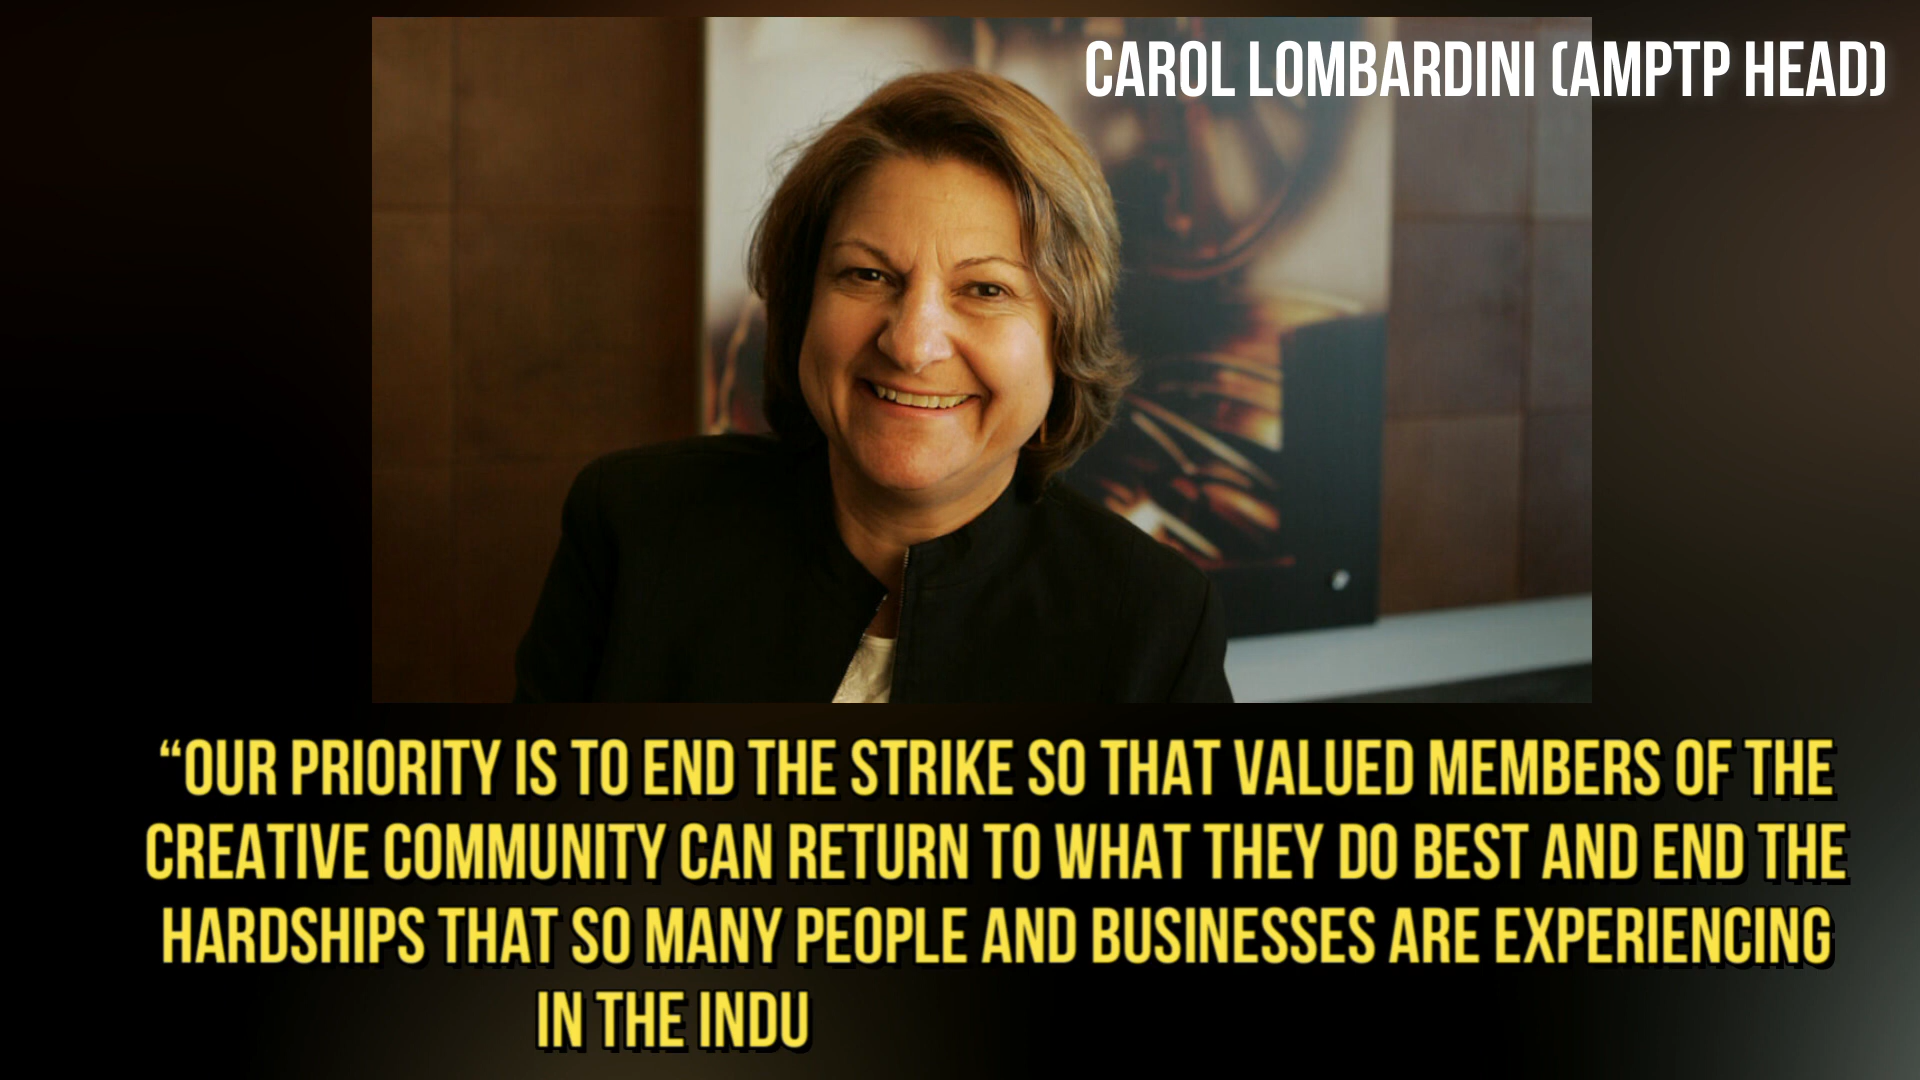 CAROL LOMBARDINI (AMPTP HEAD)
“OUR PRIORITY IS TO END THE STRIKE SO THAT VALUED MEMBERS OF THE
CREATIVE COMMUNITY CAN RETURN TO WHAT THEY DO BEST AND END THE
HARDSHIPS THAT SO MANY PEOPLE AND BUSINESSES ARE EXPERIENCING
IN THE INDU